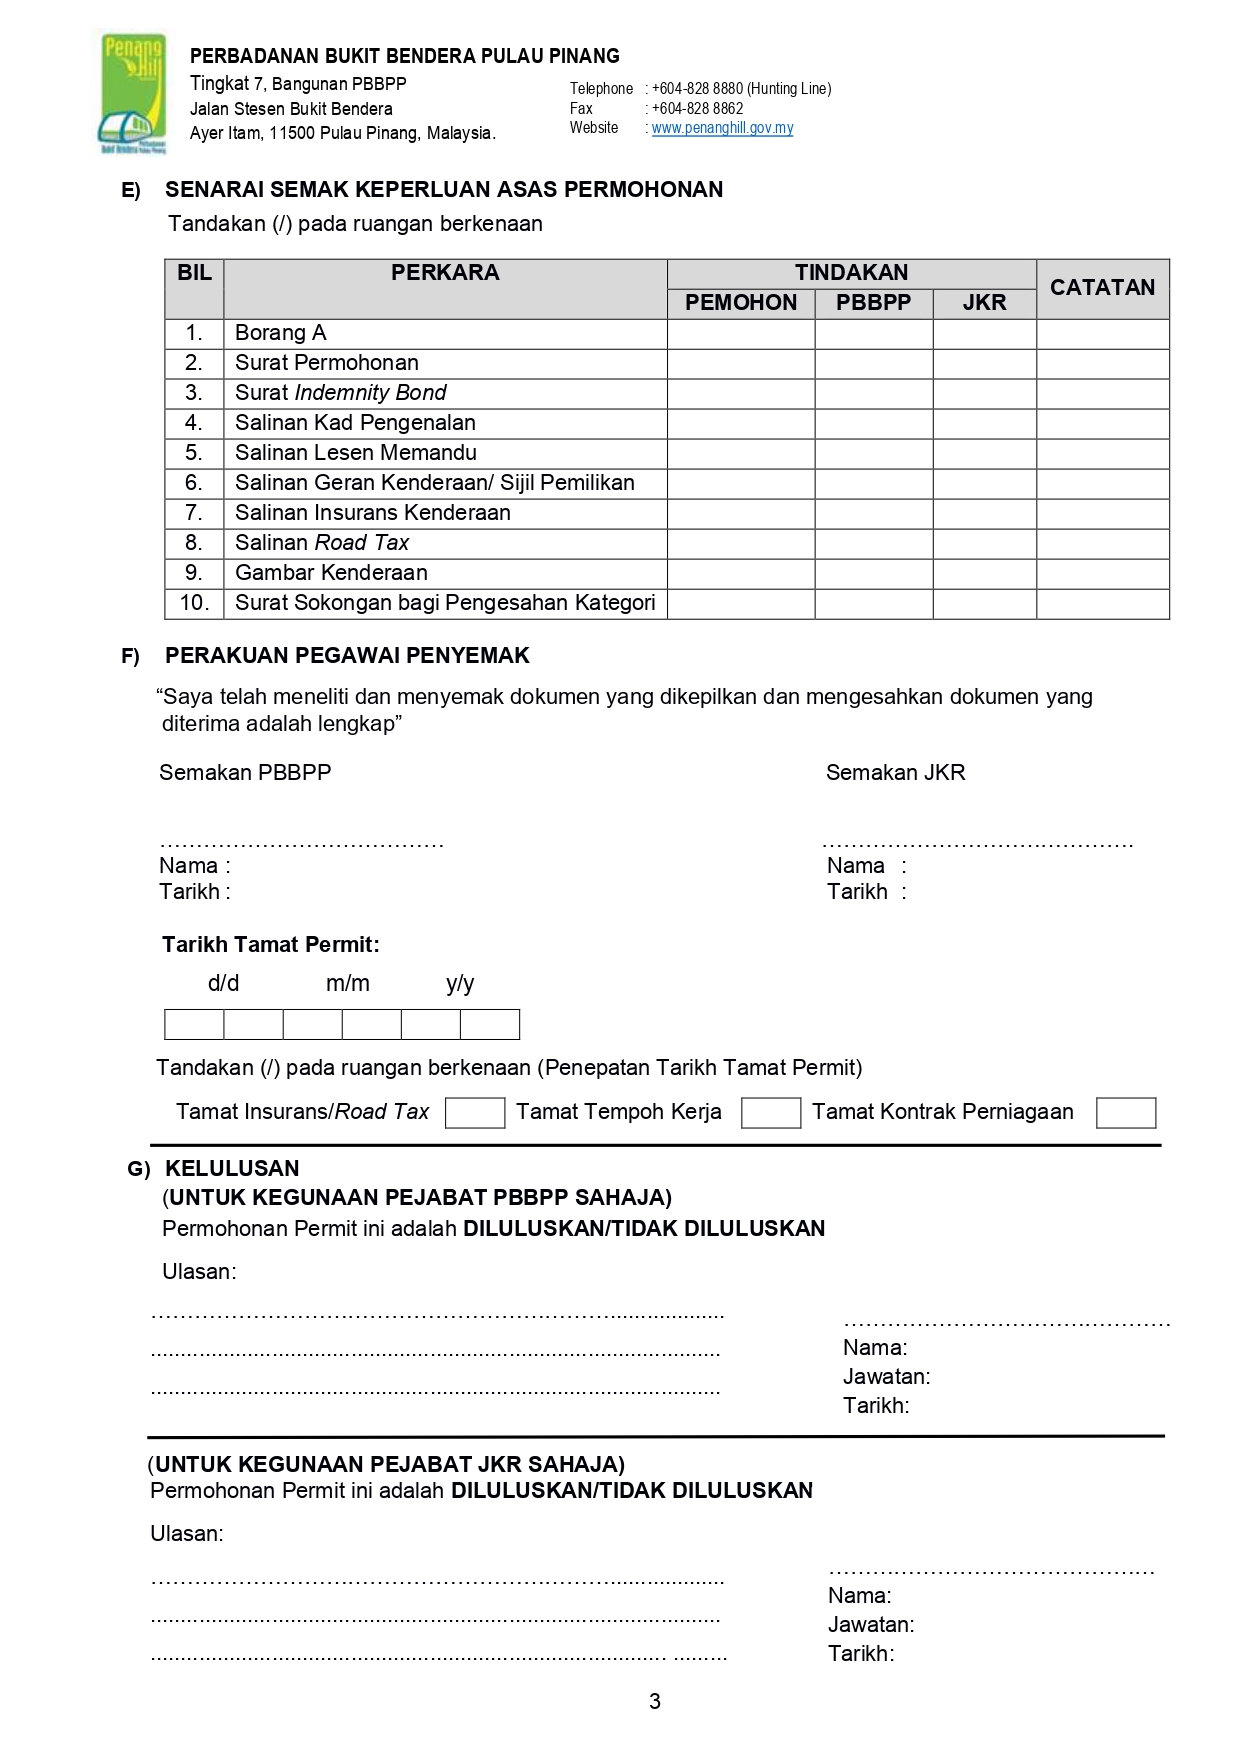 Penang
Hill
Bukit Bendera
Perbadanan
Pulau Pinang
PERBADANAN BUKIT BENDERA PULAU PINANG
Tingkat 7, Bangunan PBBPP
Jalan Stesen Bukit Bendera
Ayer Itam, 11500 Pulau Pinang, Malaysia.
Telephone : +604-828 8880 (Hunting Line)
Fax : +604-828 8862
Website : www.penanghill.gov.my
E) SENARAI SEMAK KEPERLUAN ASAS PERMOHONAN
Tandakan (/) pada ruangan berkenaan
BIL PERKARA TINDAKAN CATATAN
PEMOHON PBBPP JKR
1. Borang A
2. Surat Permohonan
3. Surat Indemnity Bond
4. Salinan Kad Pengenalan
5. Salinan Lesen Memandu
6. Salinan Geran Kenderaan/ Sijil Pemilikan
7. Salinan Insurans Kenderaan
8. Salinan Road Tax
9. Gambar Kenderaan
10. Surat Sokongan bagi Pengesahan Kategori
F) PERAKUAN PEGAWAI PENYEMAK
“Saya telah meneliti dan menyemak dokumen yang dikepilkan dan mengesahkan dokumen yang
diterima adalah lengkap”
Semakan PBBPP Semakan JKR
………………………………… …………………………………….
Nama : Nama :
Tarikh : Tarikh :
Tarikh Tamat Permit:
d/d m/m y/y
Tandakan (/) pada ruangan berkenaan (Penepatan Tarikh Tamat Permit)
Tamat Insurans/Road Tax Tamat Tempoh Kerja Tamat Kontrak Perniagaan
G) KELULUSAN
(UNTUK KEGUNAAN PEJABAT PBBPP SAHAJA)
Permohonan Permit ini adalah DILULUSKAN/TIDAK DILULUSKAN
Ulasan:
………………………………………………………...................
………………………………………
..............................................................................................
Nama:
Jawatan:
..............................................................................................
Tarikh:
(UNTUK KEGUNAAN PEJABAT JKR SAHAJA)
Permohonan Permit ini adalah DILULUSKAN/TIDAK DILULUSKAN
Ulasan:
………………………………………………………...................
………………………………………
Nama:
..............................................................................................
Jawatan:
..................................................................................... .........
Tarikh:
3